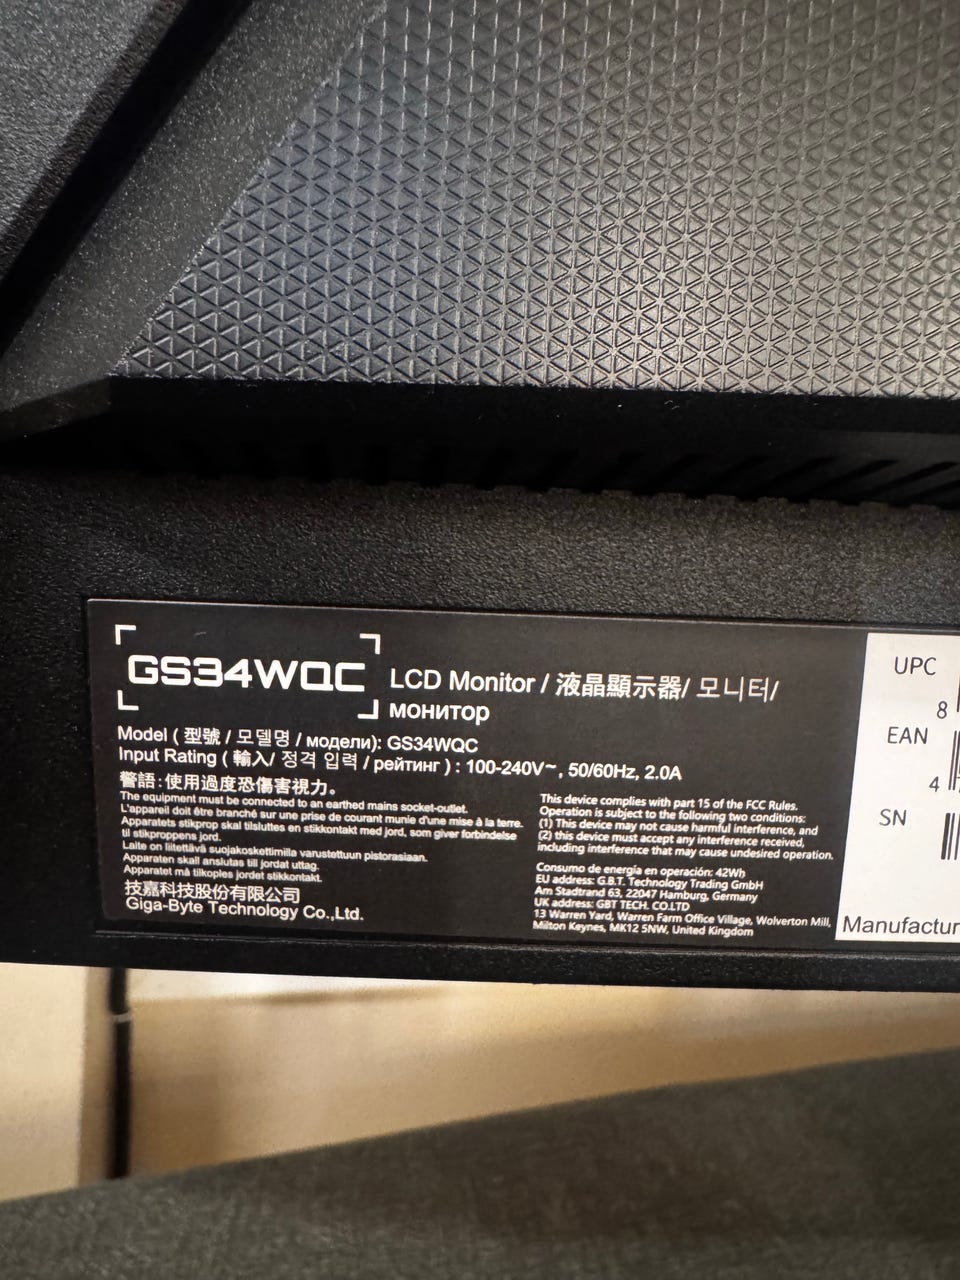 GS34WQC LCD Monitor / 液晶顯示器/ 모니터/
монитор
Model ( 型號 / 모델명 / модели): GS34WQC
Input Rating ( 輸入/ 정격 입력 / рейтинг ) : 100-240V~, 50/60Hz, 2.0A
警語:使用過度恐傷害視力。
The equipment must be connected to an earthed mains socket-outlet.
L'appareil doit être branché sur une prise de courant munie d'une mise à la terre.
Apparatets stikprop skal tilsluttes en stikkontakt med jord, som giver forbindelse
til stikproppens jord.
Laite on liitettävä suojakoskettimilla varustettuun pistorasiaan.
Apparaten skall anslutas till jordat uttag.
Apparatet må tilkoples jordet stikkontakt.
技嘉科技股份有限公司
Giga-Byte Technology Co.,Ltd.
This device complies with part 15 of the FCC Rules.
Operation is subject to the following two conditions:
(1) This device may not cause harmful interference, and
(2) this device must accept any interference received,
including interference that may cause undesired operation.
Consumo de energía en operación: 42Wh
EU address: G.B.T. Technology Trading GmbH
Am Stadtrand 63, 22047 Hamburg, Germany
UK address: GBT TECH. CO.LTD
13 Warren Yard, Warren Farm Office Village, Wolverton Mill,
Milton Keynes, MK12 5NW, United Kingdom
UPC
8
EAN
4
SN
Manufactur